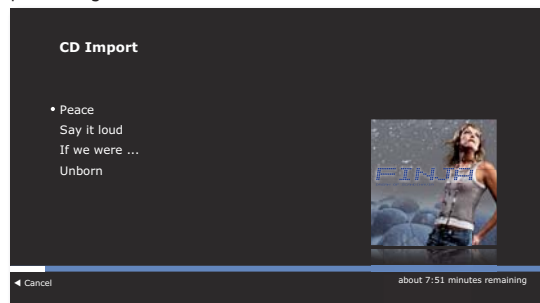 CD Import
• Peace
Say it loud
If we were ...
Unborn
FINJA
◀ Cancel
about 7:51 minutes remaining